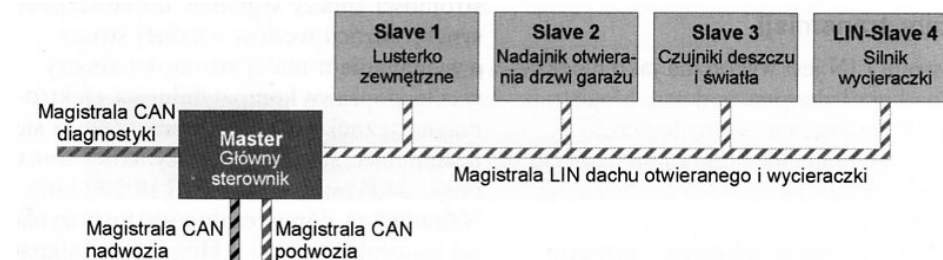 Slave 1
Lusterko
zewnętrzne
Slave 2
Nadajnik otwiera-
nia drzwi garażu
Slave 3
Czujniki deszczu
i światła
LIN-Slave 4
Silnik
wycieraczki
Magistrala CAN
diagnostyki
Master
Główny
sterownik
Magistrala LIN dachu otwieranego i wycieraczki
Magistrala CAN
nadwozia
Magistrala CAN
podwozia